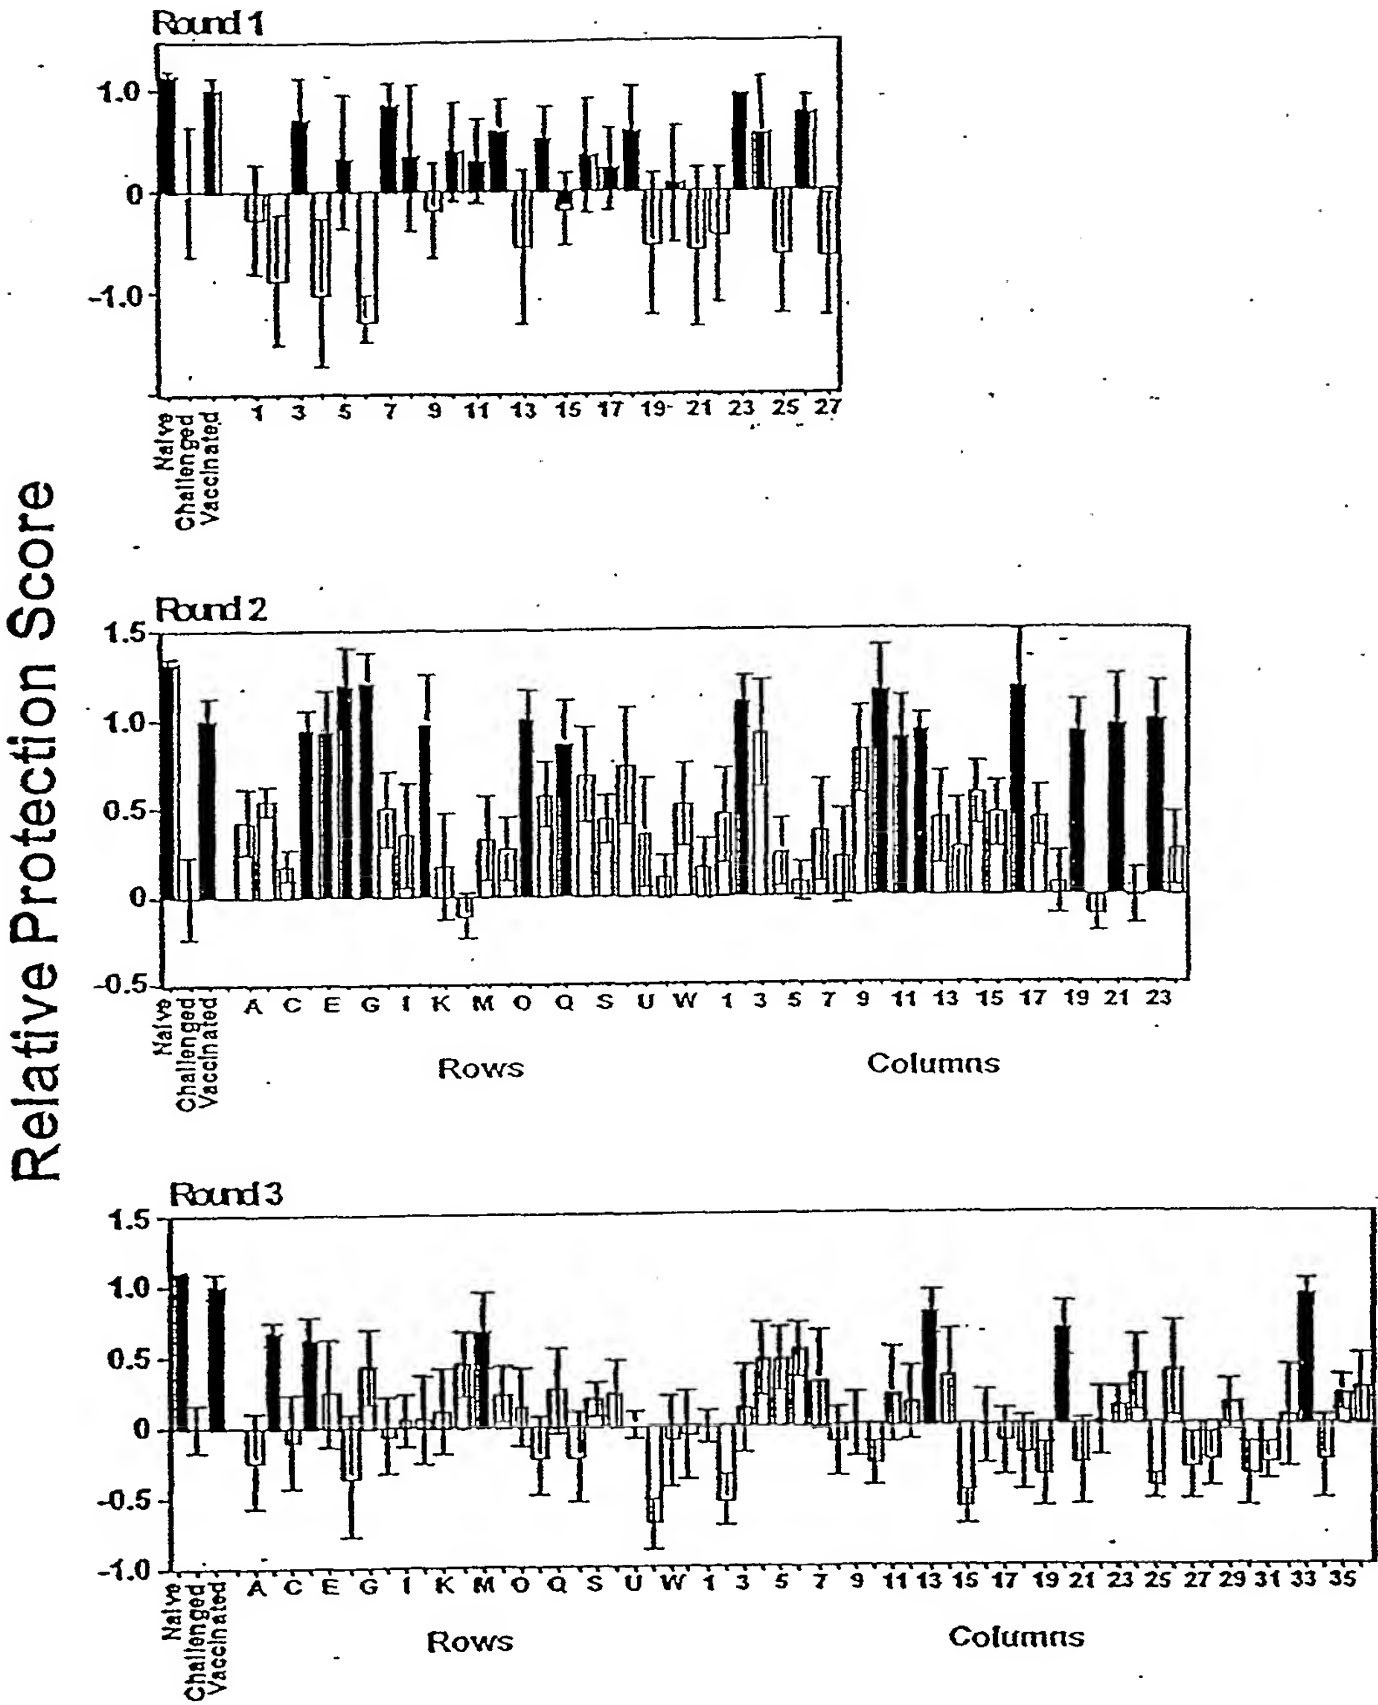 Relative Protection Score
Round 1
1.0
0
-1.0
Naïve
Challenged
Vaccinated
1 3 5 7 9 11 13 15 17 19 21 23 25 27
Round 2
1.5
1.0
0.5
0
-0.5
Naïve
Challenged
Vaccinated
A C E G I K M O Q S U W 1 3 5 7 9 11 13 15 17 19 21 23
Rows Columns
Round 3
1.5
1.0
0.5
0
-0.5
-1.0
Naïve
Challenged
Vaccinated
A C E G I K M O Q S U W 1 3 5 7 9 11 13 15 17 19 21 23 25 27 29 31 33 35
Rows Columns